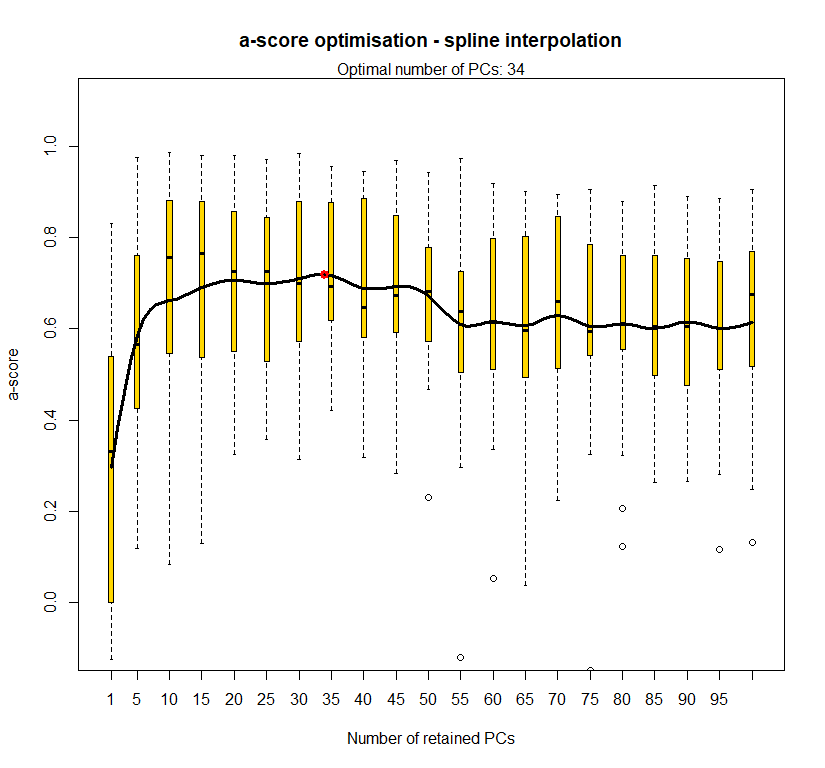 a-score optimisation - spline interpolation
Optimal number of PCs: 34
a-score
1.0
0.8
0.6
0.4
0.2
0.0
1 5 10 15 20 25 30 35 40 45 50 55 60 65 70 75 80 85 90 95
Number of retained PCs